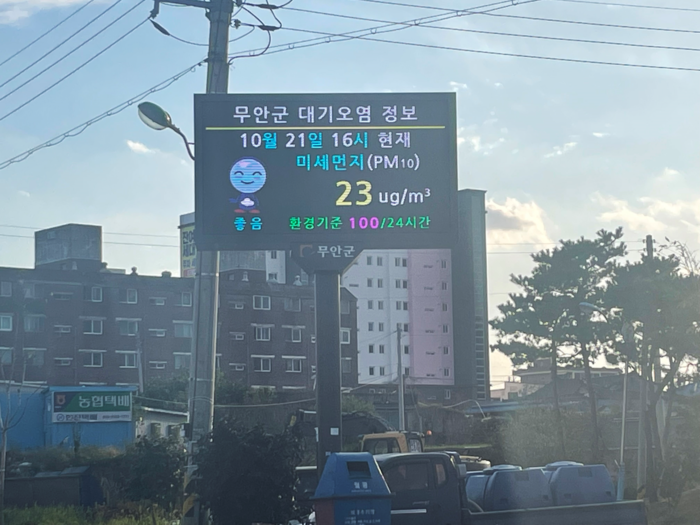 무안군 대기오염 정보
10월 21일 16시 현재
미세먼지(PM10)
23 ug/m³
좋음
환경기준 100/24시간
무안군
농협택배